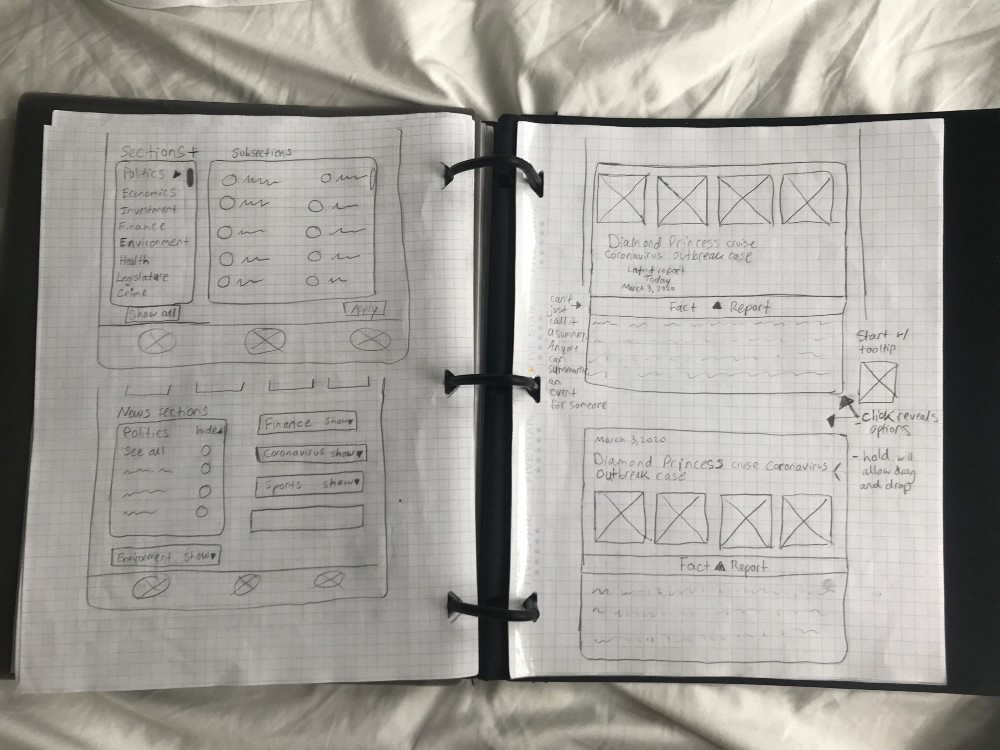 Sections+
Subsections
Politics ▶
Economics
Investment
Finance
Environment
Health
Legislature
Crime
Show all
Apply
News sections
Politics hide▲
See all
Environment show▼
Finance show▼
Coronavirus show▼
Sports show▼
Diamond Princess cruise
Coronavirus Outbreak case
Latest report
Today
March 3, 2020
Fact ▲ Report
can't
just
call it
a summary
Anyone
can
summarize
an
event
for someone
Start w/
tooltip
- click reveals
options
- hold will
allow drag
and drop
March 3, 2020
Diamond Princess cruise Coronavirus
Outbreak case
Fact ▲ Report